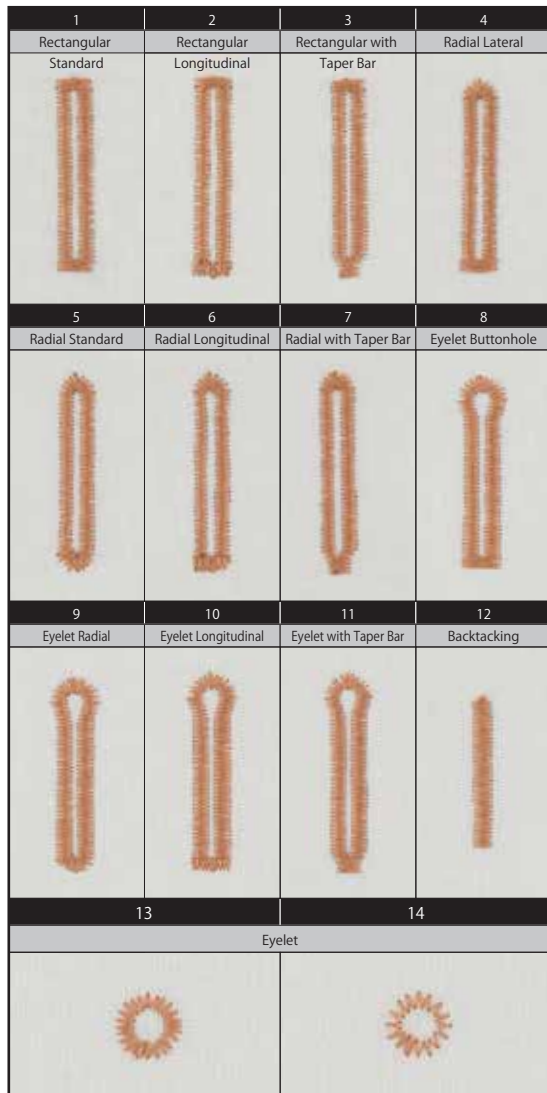 1 2 3 4
Rectangular Rectangular Rectangular with Radial Lateral
Standard Longitudinal Taper Bar
5 6 7 8
Radial Standard Radial Longitudinal Radial with Taper Bar Eyelet Buttonhole
9 10 11 12
Eyelet Radial Eyelet Longitudinal Eyelet with Taper Bar Backtacking
13 14
Eyelet